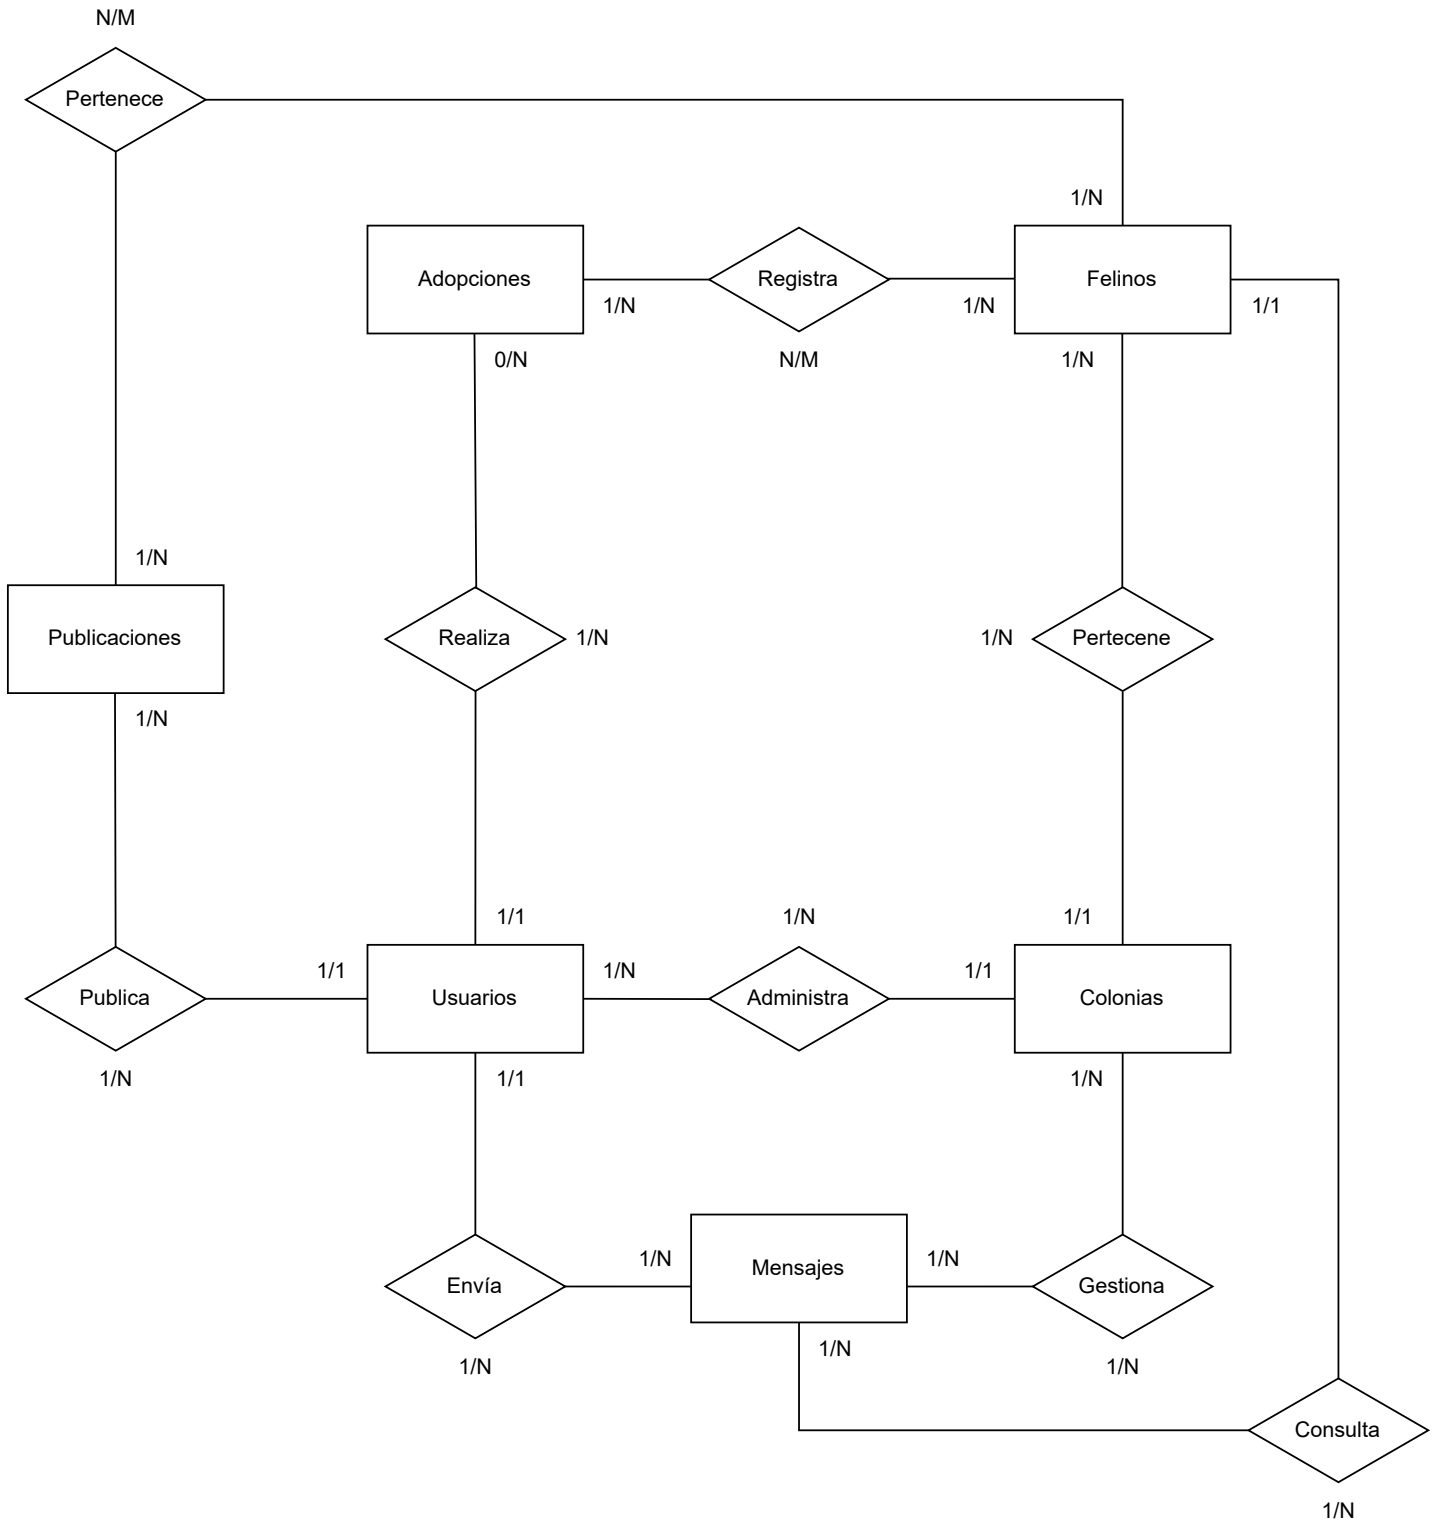 N/M
Pertenece
1/N
Adopciones
Registra
Felinos
1/N
1/N
1/1
0/N
N/M
1/N
1/N
Publicaciones
Realiza
1/N
1/N
Pertecene
1/N
1/1
1/N
1/1
1/1
1/N
1/1
Publica
Usuarios
Administra
Colonias
1/N
1/1
1/N
1/N
1/N
Mensajes
Envía
Gestiona
1/N
1/N
1/N
Consulta
1/N